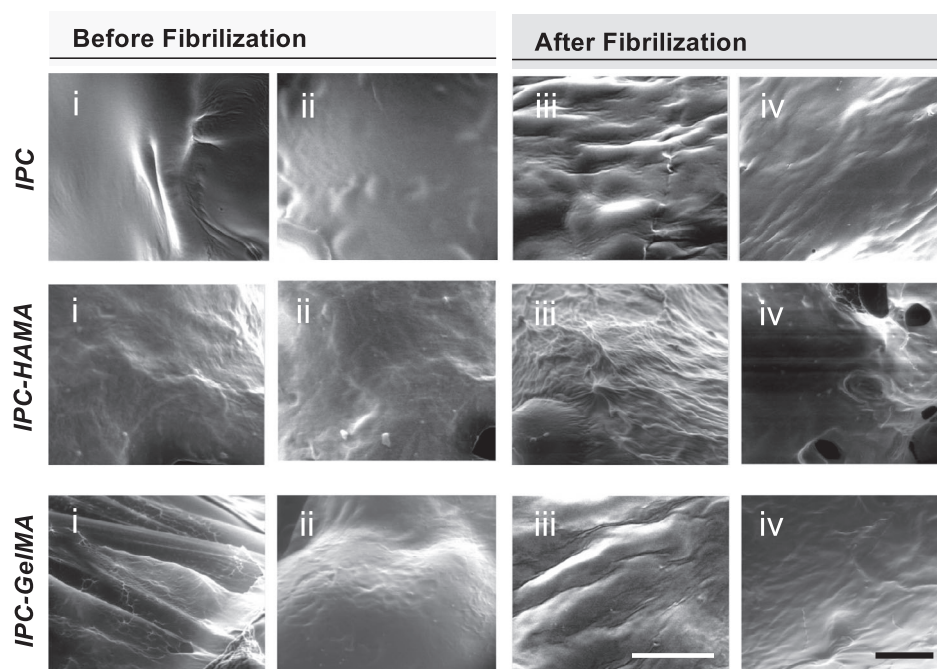 Before Fibrilization
After Fibrilization
IPC
i
ii
iii
iv
IPC-HAMA
i
ii
iii
iv
IPC-GelMA
i
ii
iii
iv